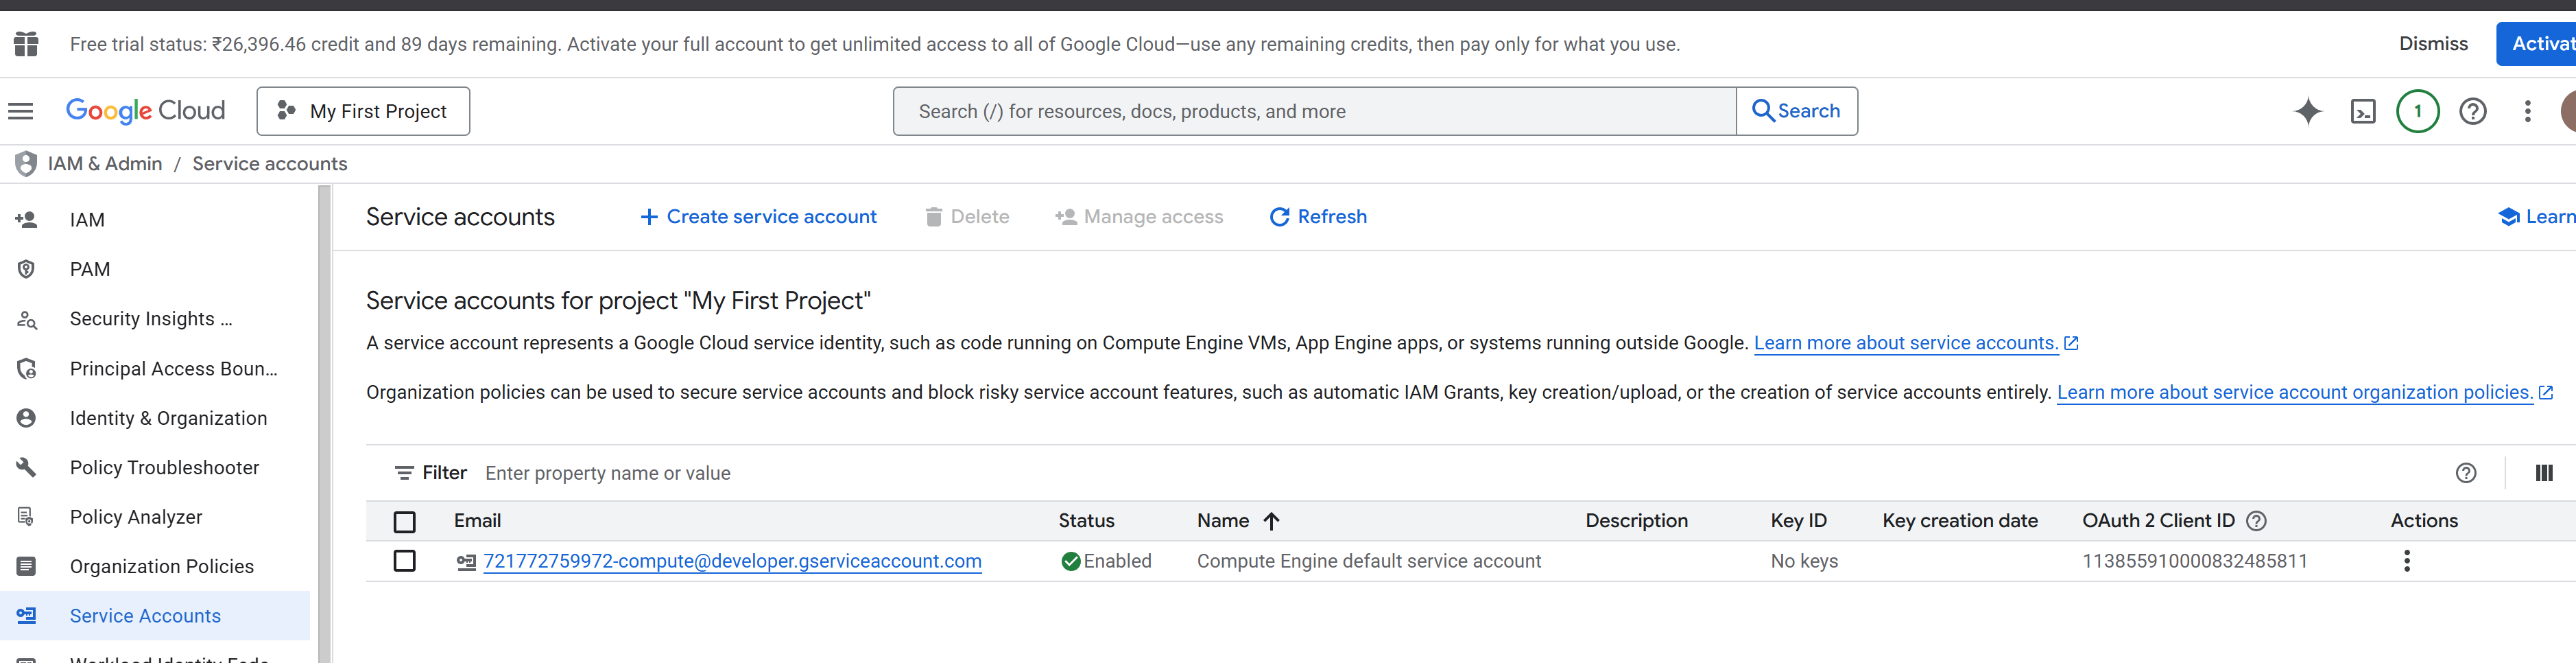 Free trial status: ₹26,396.46 credit and 89 days remaining. Activate your full account to get unlimited access to all of Google Cloud—use any remaining credits, then pay only for what you use.
Dismiss
Activat
Google Cloud
My First Project
Search (/) for resources, docs, products, and more
Search
1
IAM & Admin / Service accounts
IAM
PAM
Security Insights ...
Principal Access Boun...
Identity & Organization
Policy Troubleshooter
Policy Analyzer
Organization Policies
Service Accounts
Service accounts
Create service account
Delete
Manage access
Refresh
Learn
Service accounts for project "My First Project"
A service account represents a Google Cloud service identity, such as code running on Compute Engine VMs, App Engine apps, or systems running outside Google. Learn more about service accounts.
Organization policies can be used to secure service accounts and block risky service account features, such as automatic IAM Grants, key creation/upload, or the creation of service accounts entirely. Learn more about service account organization policies.
Filter Enter property name or value
Email Status Name Description Key ID Key creation date OAuth 2 Client ID Actions
721772759972-compute@developer.gserviceaccount.com Enabled Compute Engine default service account No keys 113855910000832485811